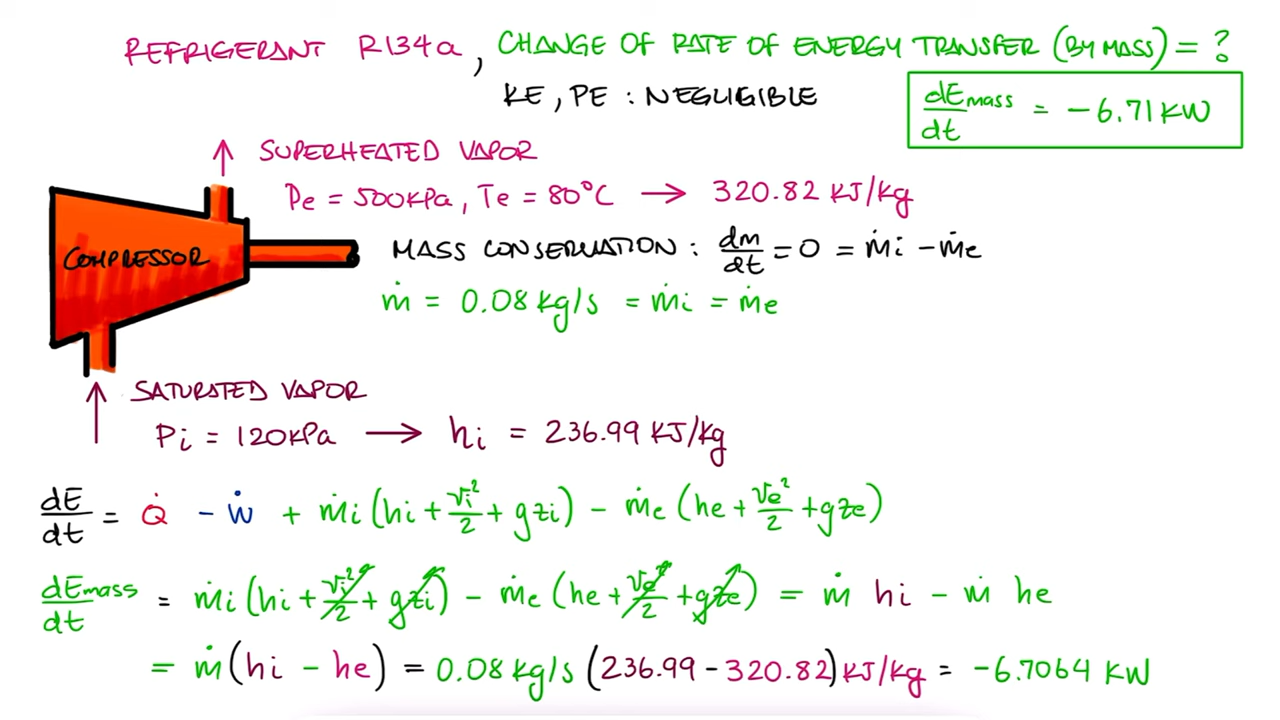 REFRIGERANT R134a, CHANGE OF RATE OF ENERGY TRANSFER (BY MASS) = ?
KE, PE : NEGLIGIBLE
dEmass/dt = -6.71 KW
SUPERHEATED VAPOR
Pe = 500kPa, Te = 80°C → 320.82 KJ/kg
COMPRESSOR
MASS CONSERVATION : dm/dt = 0 = ṁi - ṁe
ṁ = 0.08 kg/s = ṁi = ṁe
SATURATED VAPOR
Pi = 120kPa → hi = 236.99 KJ/kg
dE/dt = Q̇ - Ẇ + ṁi (hi + vi²/2 + gzi) - ṁe (he + ve²/2 + gze)
dEmass/dt = ṁi (hi + vi²/2 + gzi) - ṁe (he + ve²/2 + gze) = ṁ hi - ṁ he
= ṁ (hi - he) = 0.08 kg/s (236.99 - 320.82) KJ/kg = -6.7064 KW